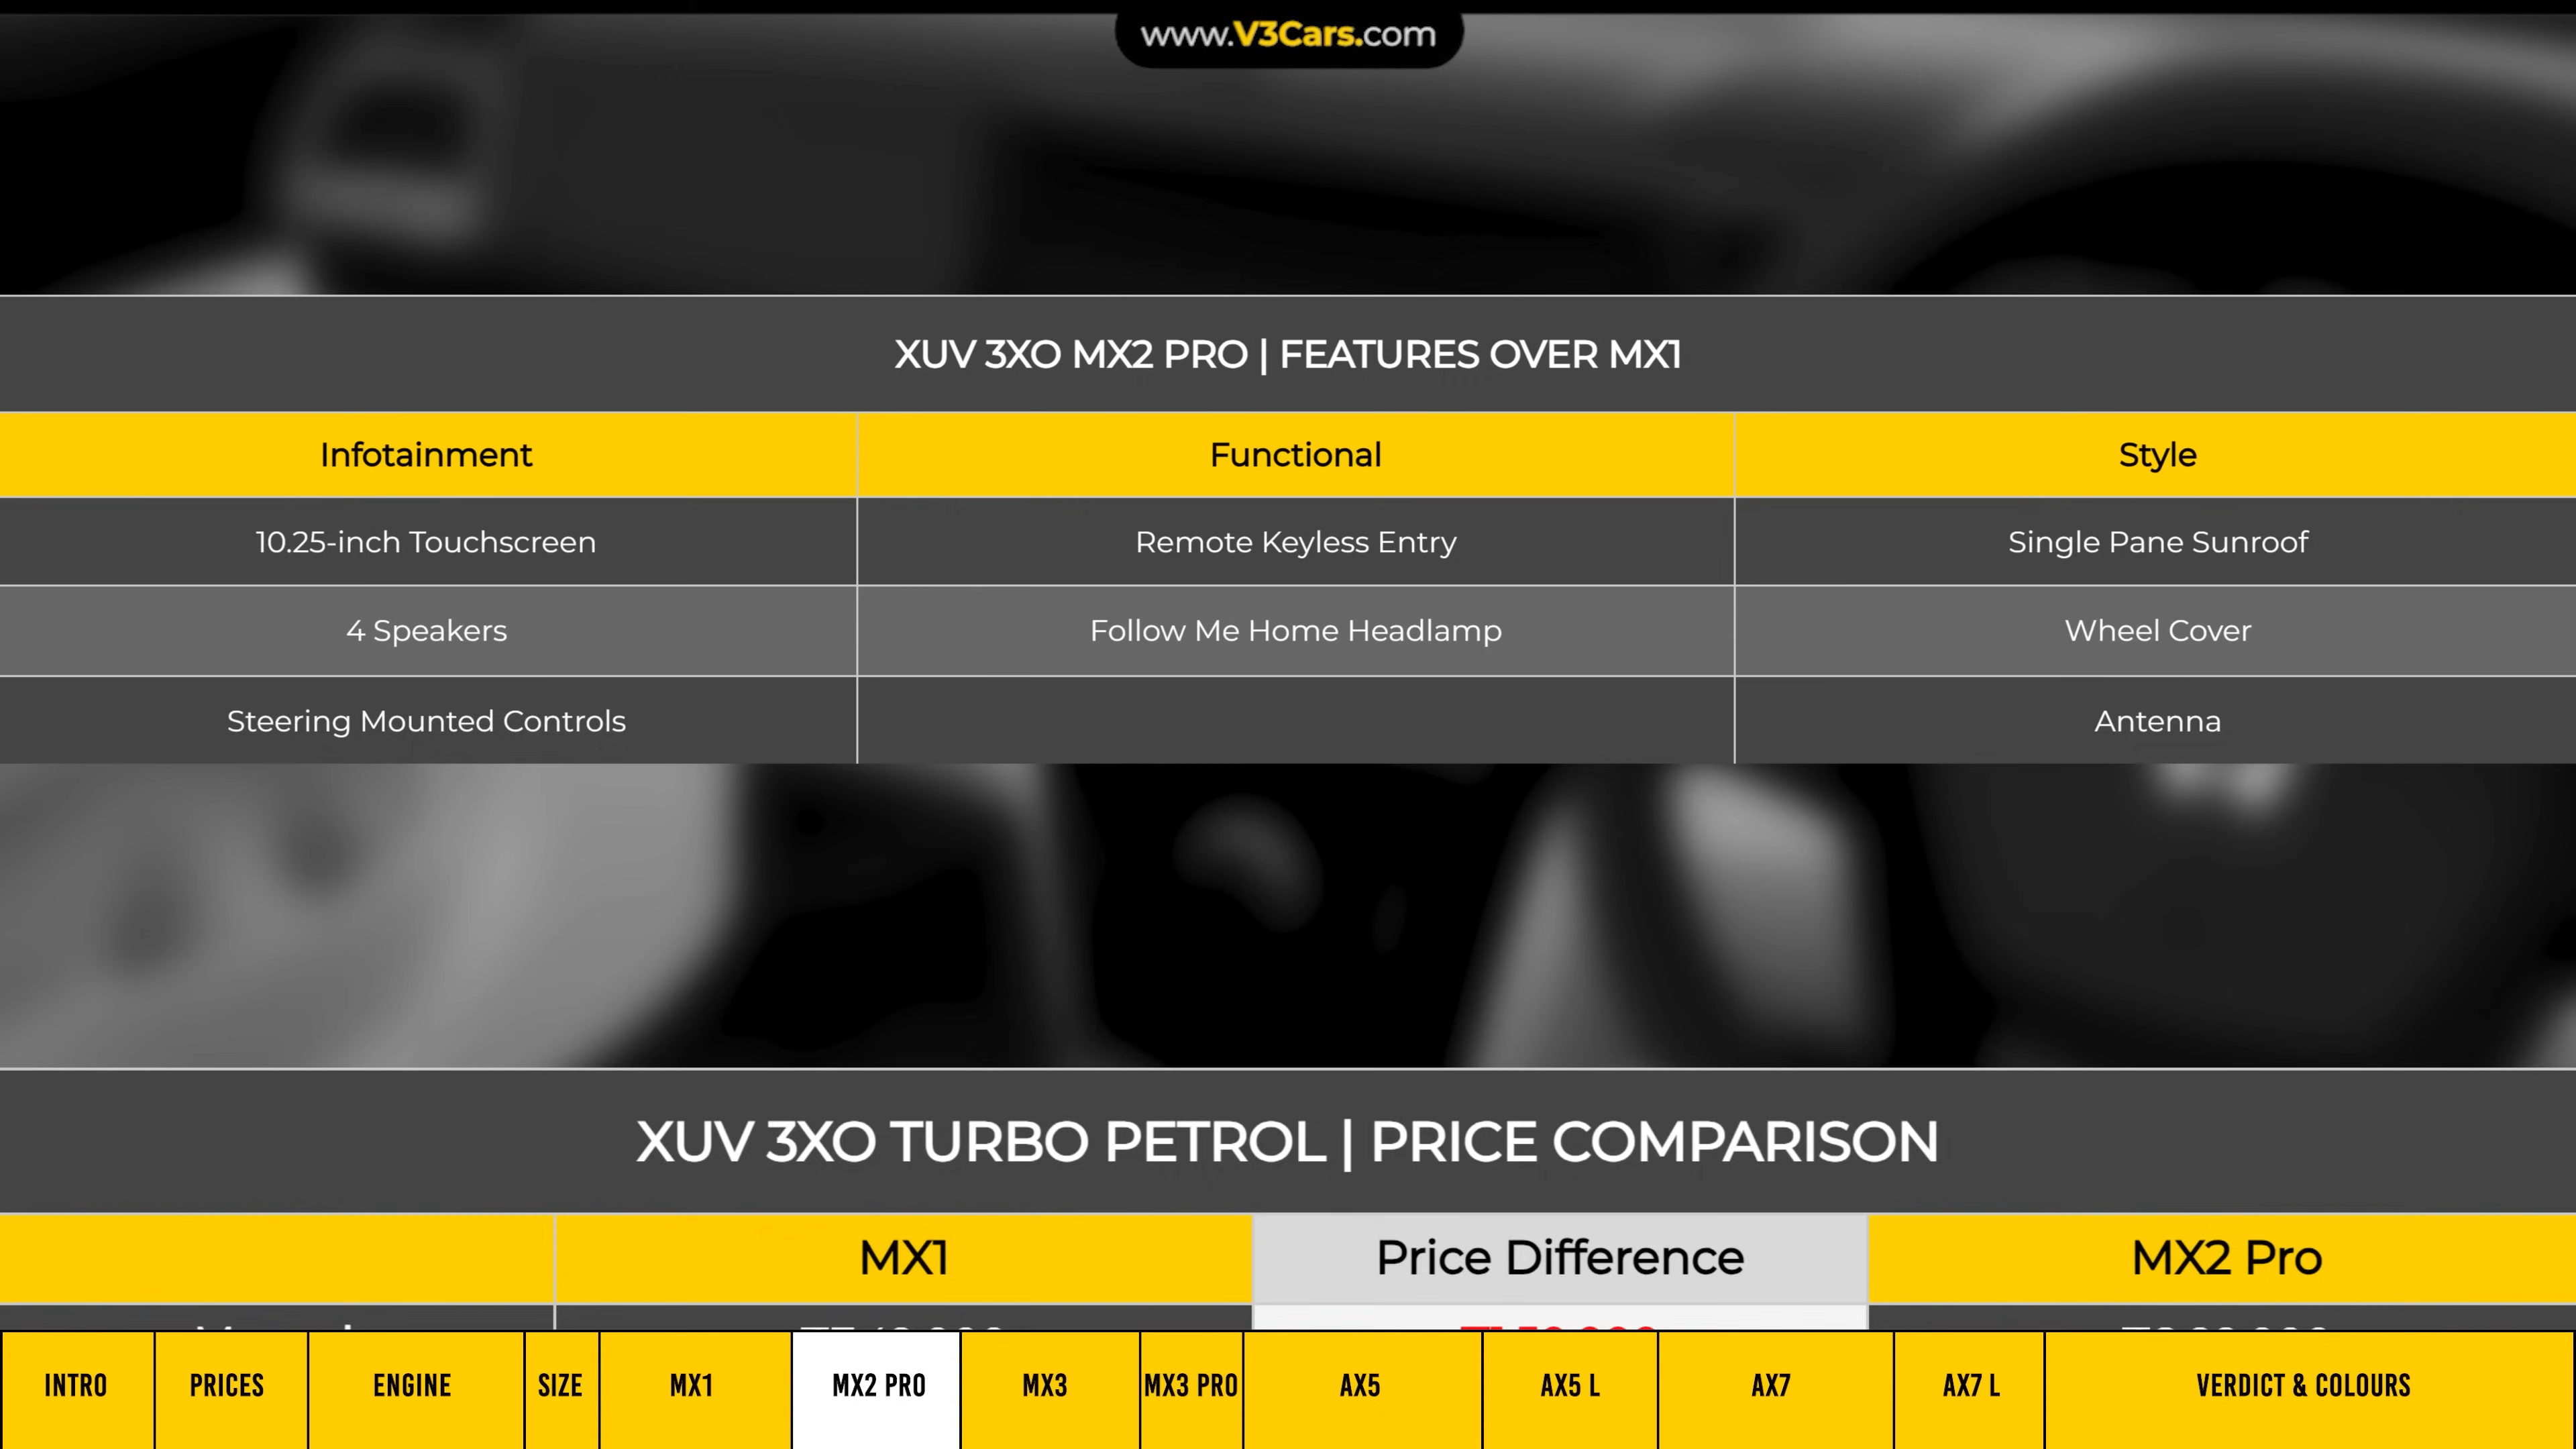 www.V3Cars.com
XUV 3XO MX2 PRO | FEATURES OVER MX1
Infotainment Functional Style
10.25-inch Touchscreen Remote Keyless Entry Single Pane Sunroof
4 Speakers Follow Me Home Headlamp Wheel Cover
Steering Mounted Controls Antenna
XUV 3XO TURBO PETROL | PRICE COMPARISON
MX1 Price Difference MX2 Pro
INTRO PRICES ENGINE SIZE MX1 MX2 PRO MX3 MX3 PRO AX5 AX5 L AX7 AX7 L VERDICT & COLOURS